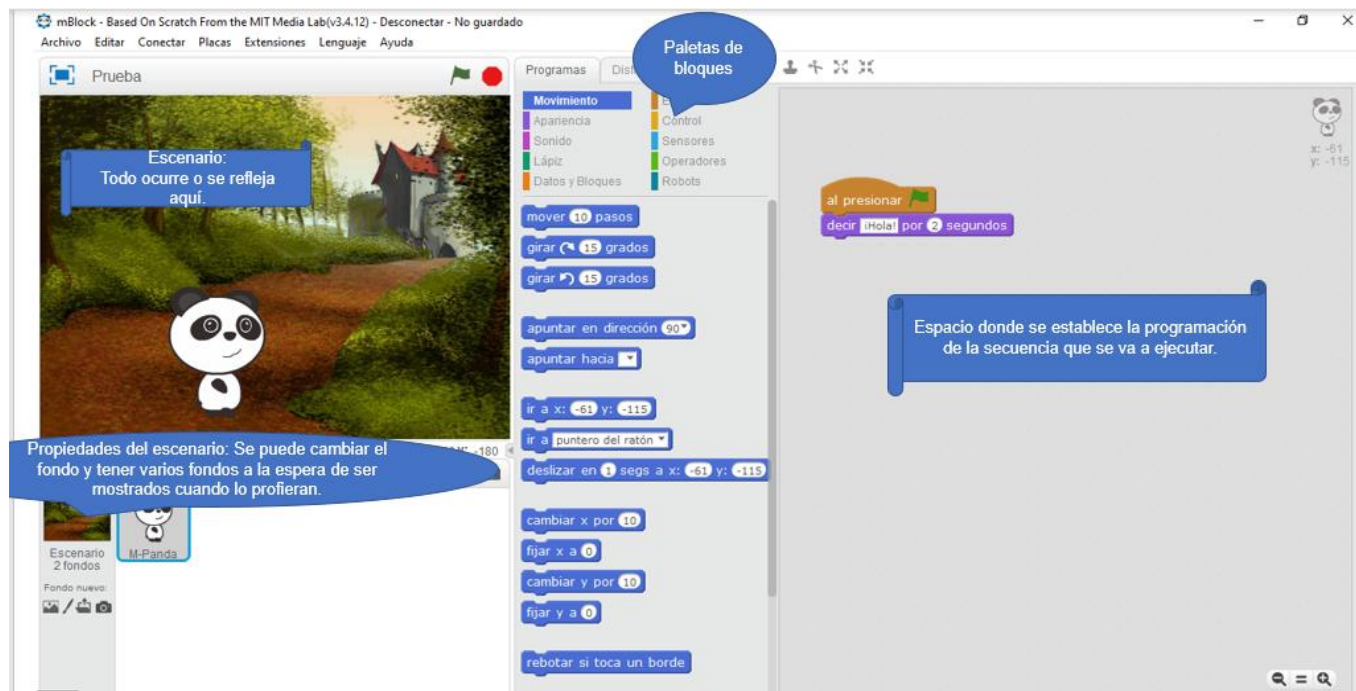 mBlock - Based On Scratch From the MIT Media Lab(v3.4.12) - Desconectar - No guardado
Archivo Editar Conectar Placas Extensiones Lenguaje Ayuda
Prueba
Programas
Paletas de
bloques
Escenario:
Todo ocurre o se refleja
aquí.
Movimiento
Apariencia
Control
Sonido
Sensores
Lápiz
Operadores
Datos y Bloques
Robots
mover 10 pasos
girar 15 grados
girar 15 grados
apuntar en dirección 90
apuntar hacia
ir a x: -61 y: -115
ir a puntero del ratón
deslizar en 1 segs a x: -61 y: -115
cambiar x por 10
fijar x a 0
cambiar y por 10
fijar y a 0
rebotar si toca un borde
x: -61
y: -115
al presionar
decir ¡Hola! por 2 segundos
Espacio donde se establece la programación
de la secuencia que se va a ejecutar.
-180
Propiedades del escenario: Se puede cambiar el
fondo y tener varios fondos a la espera de ser
mostrados cuando lo profieran.
Escenario
2 fondos
M-Panda
Fondo nuevo: